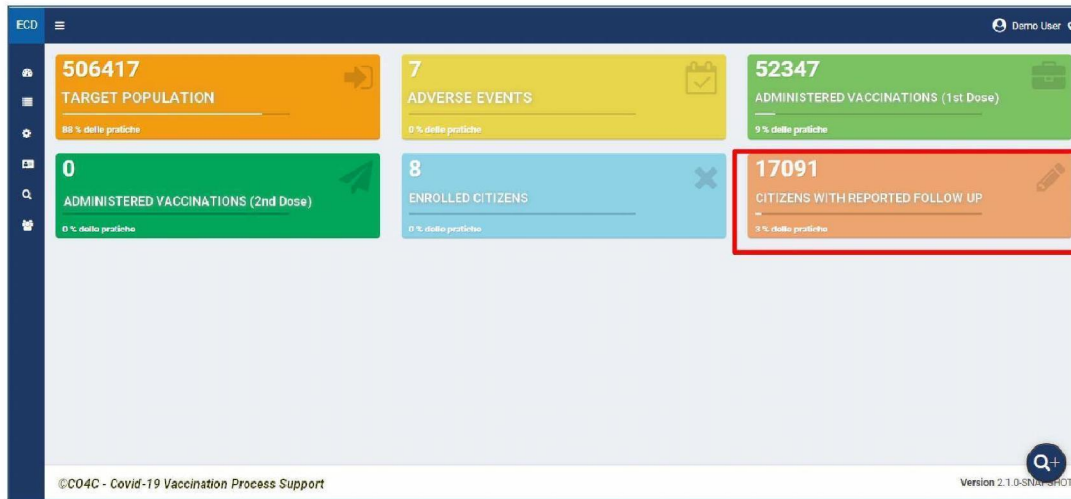 ECD
Demo User
506417
TARGET POPULATION
88 % delle pratiche
7
ADVERSE EVENTS
0 % delle pratiche
52347
ADMINISTERED VACCINATIONS (1st Dose)
9 % delle pratiche
0
ADMINISTERED VACCINATIONS (2nd Dose)
0 % delle pratiche
8
ENROLLED CITIZENS
0 % delle pratiche
17091
CITIZENS WITH REPORTED FOLLOW UP
3 % delle pratiche
©CO4C - Covid-19 Vaccination Process Support
Version 2.1.0-SNAPSHOT